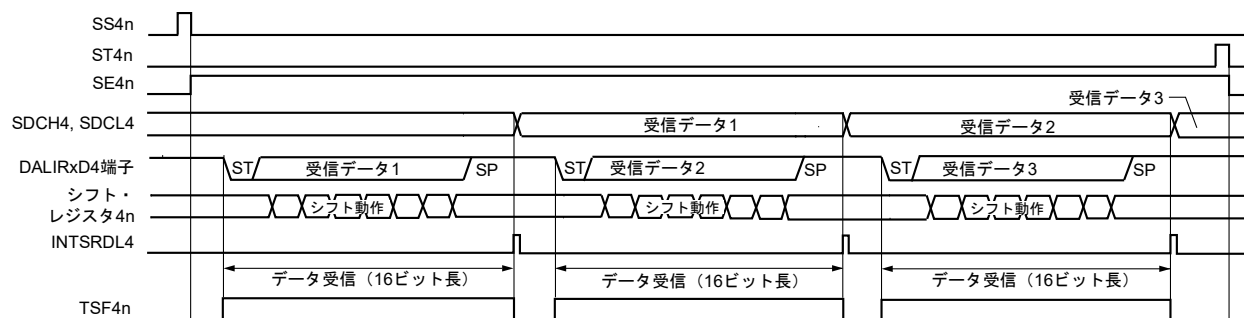 SS4n
ST4n
SE4n
受信データ3
SDCH4, SDCL4
受信データ1
受信データ2
DALIRxD4端子
ST
受信データ1
SP
ST
受信データ2
SP
ST
受信データ3
SP
シフト・
レジスタ4n
シフト動作
シフト動作
シフト動作
INTSRDL4
データ受信（16ビット長）
データ受信（16ビット長）
データ受信（16ビット長）
TSF4n